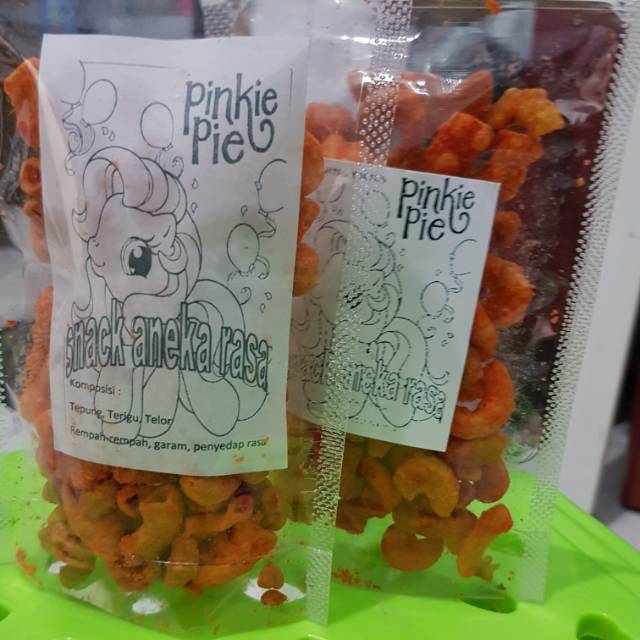 Pinkie
Pie
snack aneka rasa
Komposisi :
Tepung, Terigu, Telor
Rempah-rempah, garam, penyedap rasa
Pinkie
Pie
snack aneka rasa